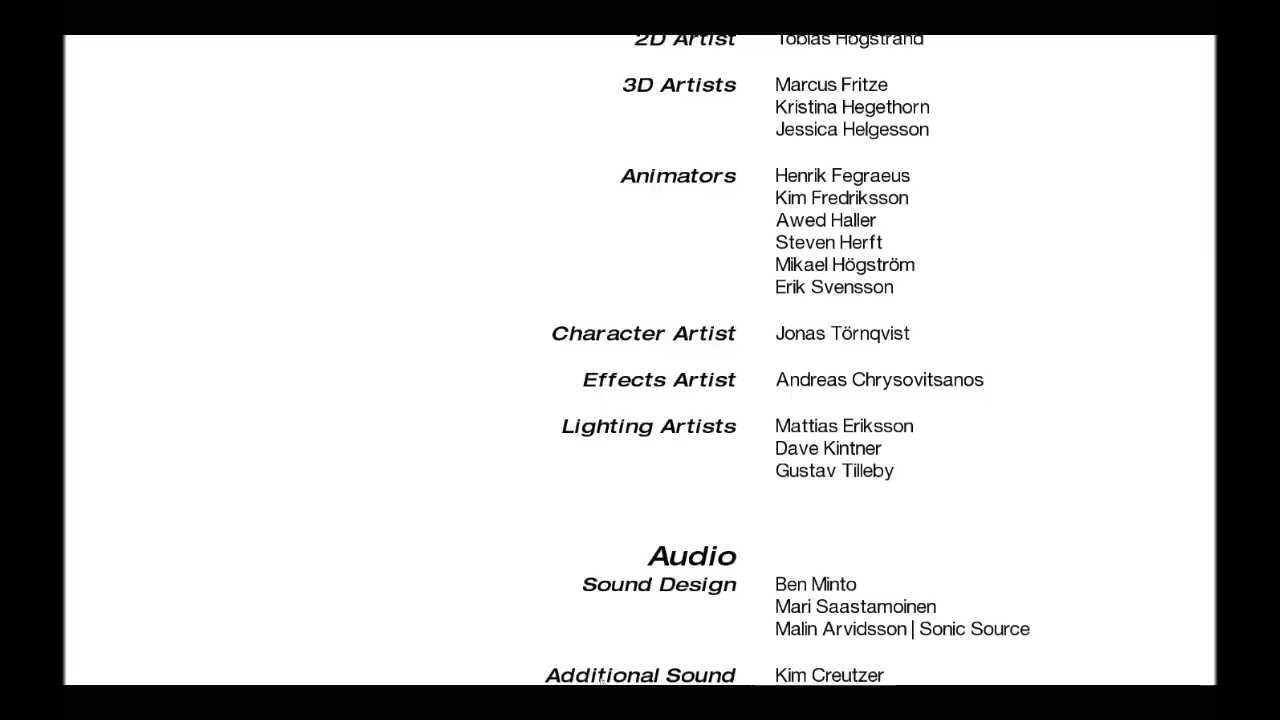 2D Artist Tobias Högstrand
3D Artists Marcus Fritze
Kristina Hegethorn
Jessica Helgesson
Animators Henrik Fegraeus
Kim Fredriksson
Awed Haller
Steven Herft
Mikael Högström
Erik Svensson
Character Artist Jonas Törnqvist
Effects Artist Andreas Chrysovitsanos
Lighting Artists Mattias Eriksson
Dave Kintner
Gustav Tilleby
Audio
Sound Design Ben Minto
Mari Saastamoinen
Malin Arvidsson | Sonic Source
Additional Sound Kim Creutzer